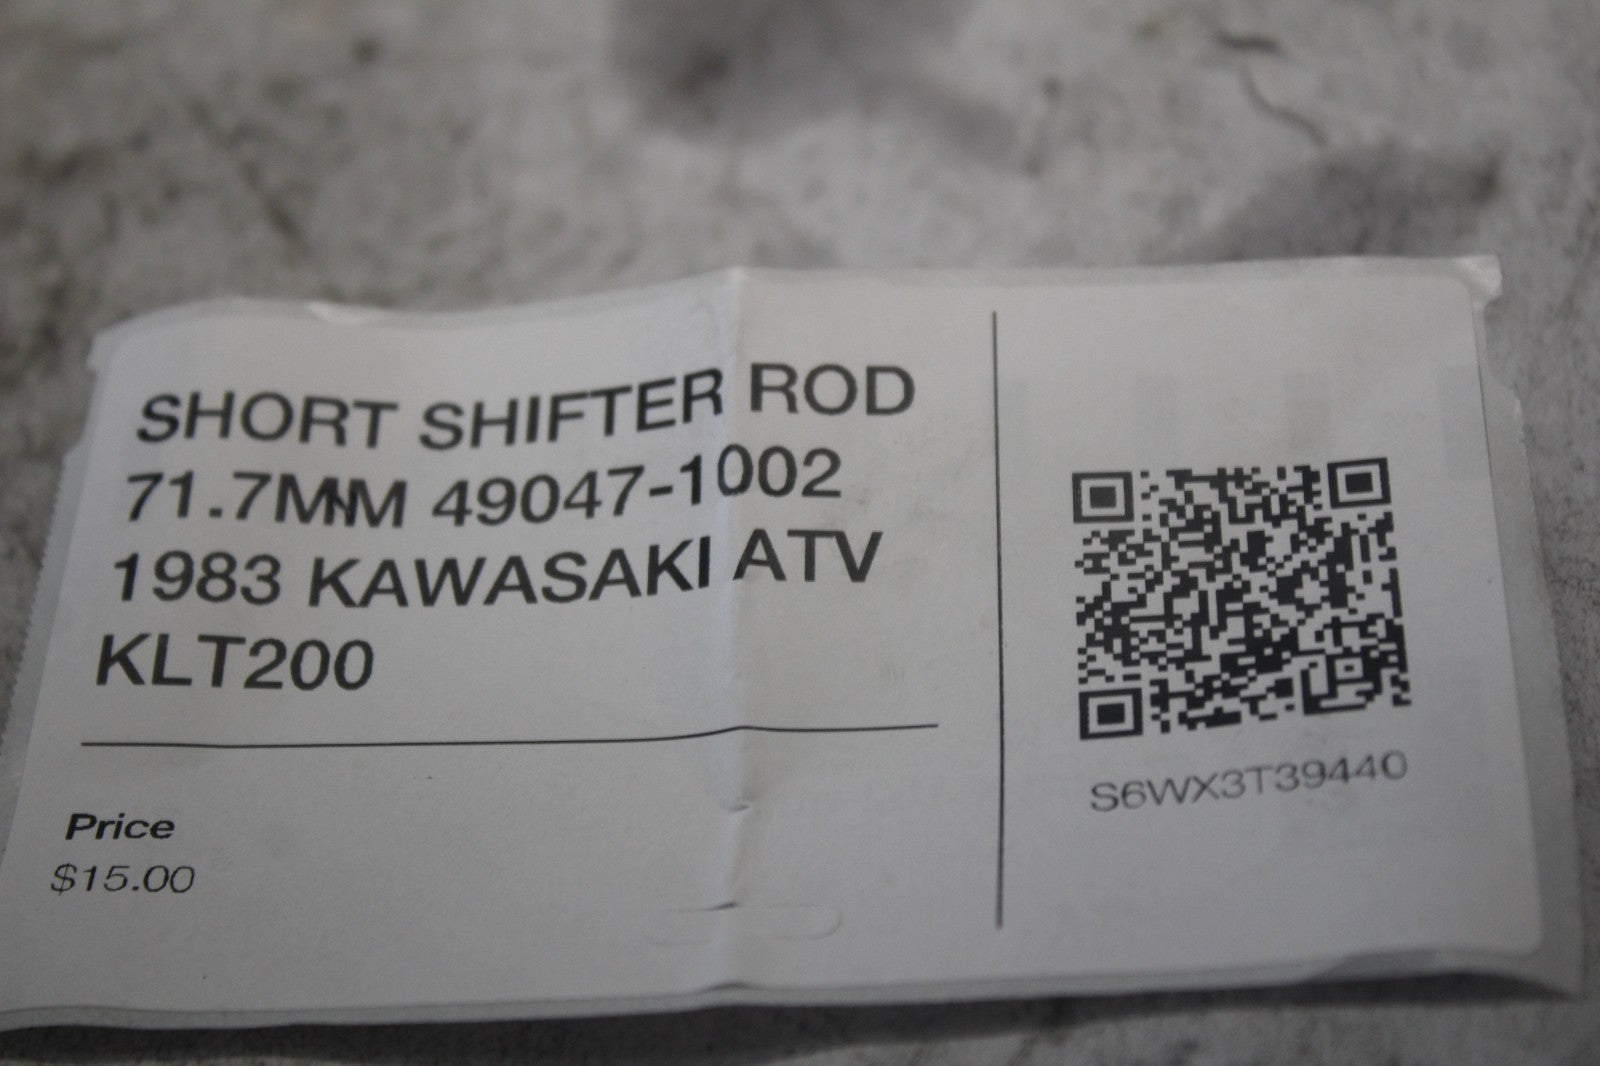 SHORT SHIFTER ROD
71.7MM 49047-1002
1983 KAWASAKI ATV
KLT200
Price
$15.00
S6WX3T39440